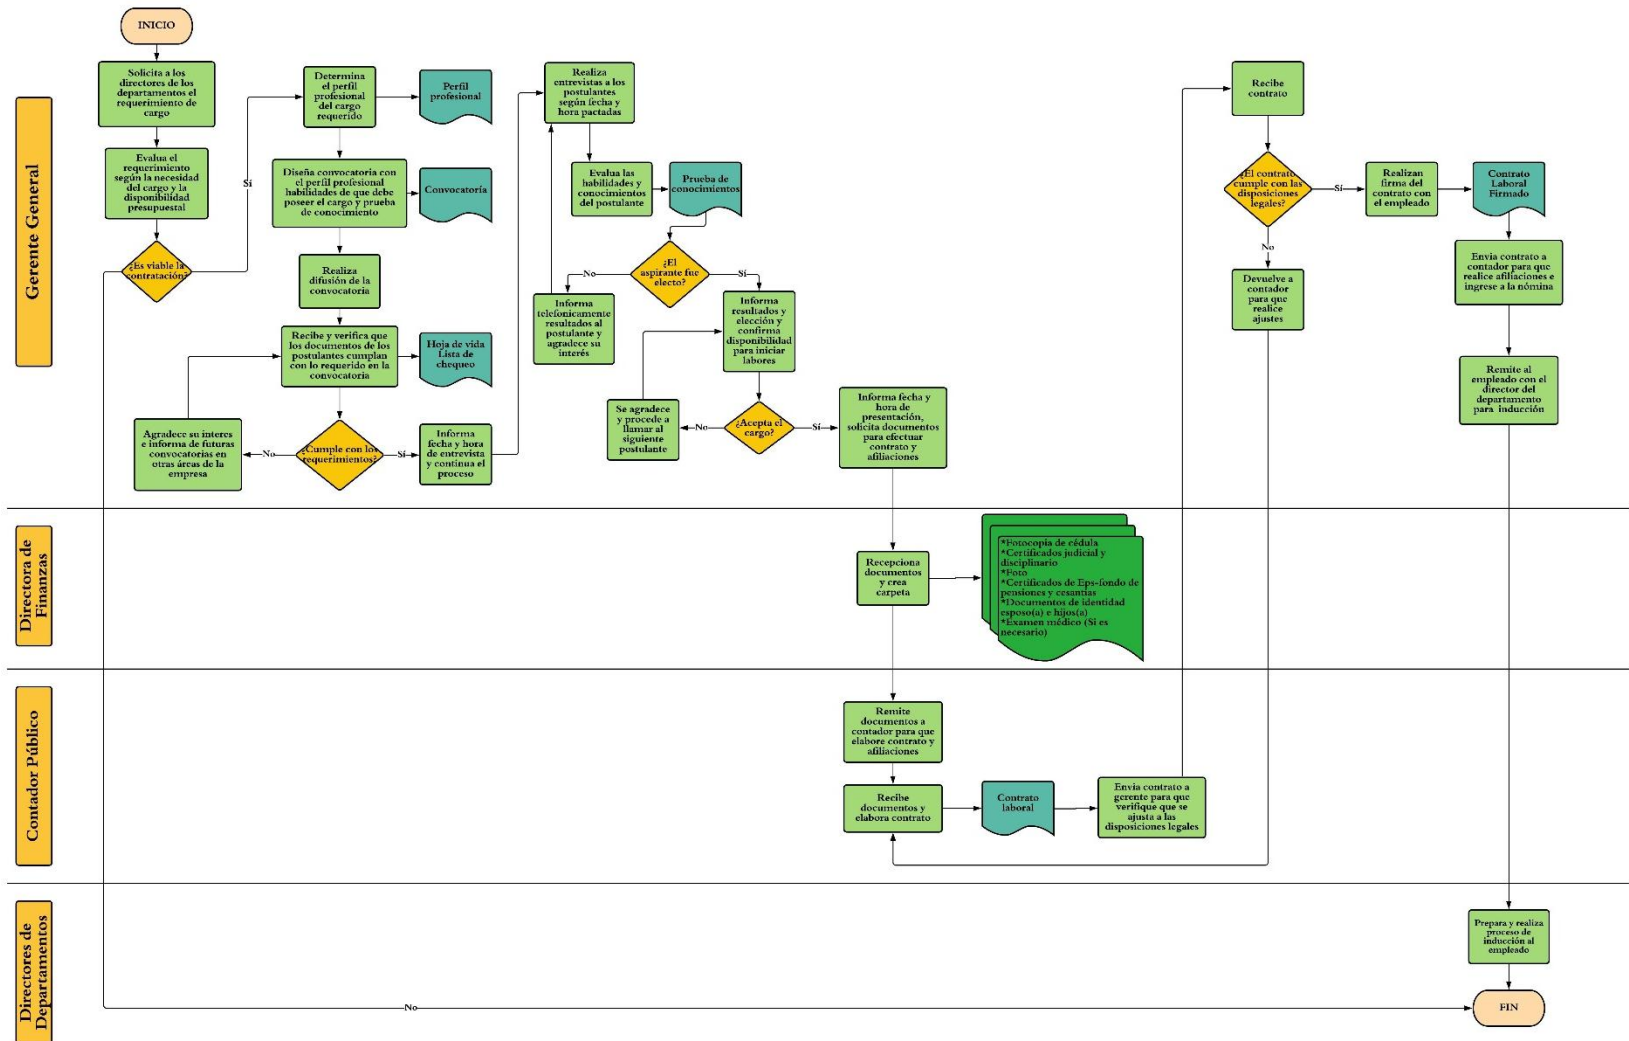 INICIO
Gerente General
Solicita a los
directores de los
departamentos el
requerimiento de
cargo
Evalua el
requerimiento
según la necesidad
del cargo y la
disponibilidad
presupuestal
¿Es viable la
contratación?
Sí
Determina
el perfil
profesional
del cargo
requerido
Perfil
profesional
Diseña convocatoria con
el perfil profesional
habilidades de que debe
poseer el cargo y prueba
de conocimiento
Convocatoría
Realiza
difusión de la
convocatoria
Recibe y verifica que
los documentos de los
postulantes cumplan
con lo requerido en la
convocatoria
Hoja de vida
Lista de
chequeo
Agradece su interes
e informa de futuras
convocatorias en
otras áreas de la
empresa
No
¿Cumple con los
requerimientos?
Sí
Informa
fecha y hora
de entrevista
y continua el
proceso
Realiza
entrevistas a los
postulantes
según fecha y
hora pactadas
Evalua las
habilidades y
conocimientos
del postulante
Prueba de
conocimientos
¿El
aspirante fue
electo?
No
Sí
Informa
telefonicamente
resultados al
postulante y
agradece su
interés
Informa
resultados y
elección y
confirma
disponibilidad
para iniciar
labores
Se agradece
y procede a
llamar al
siguiente
postulante
No
¿Acepta el
cargo?
Sí
Informa fecha y
hora de
presentación,
solicita documentos
para efectuar
contrato y
afiliaciones
Recibe
contrato
¿El contrato
cumple con las
disposiciones
legales?
Sí
No
Realizan
firma del
contrato con
el empleado
Contrato
Laboral
Firmado
Devuelve a
contador
para que
realice
ajustes
Envia contrato a
contador para que
realice afiliaciones e
ingrese a la nómina
Remite al
empleado con el
director del
departamento
para inducción
Directora de
Finanzas
Recepciona
documentos
y crea
carpeta
*Fotocopia de cédula
*Certificados judicial y
disciplinario
*Foto
*Certificados de Eps-fondo de
pensiones y cesantías
*Documentos de identidad
esposo(a) e hijos(a)
*Examen médico (Si es
necesario)
Contador Público
Remite
documentos a
contador para que
elabore contrato y
afiliaciones
Recibe
documentos y
elabora contrato
Contrato
laboral
Envia contrato a
gerente para que
verifique que se
ajusta a las
disposiciones legales
Directores de
Departamentos
Prepara y realiza
proceso de
inducción al
empleado
No
FIN